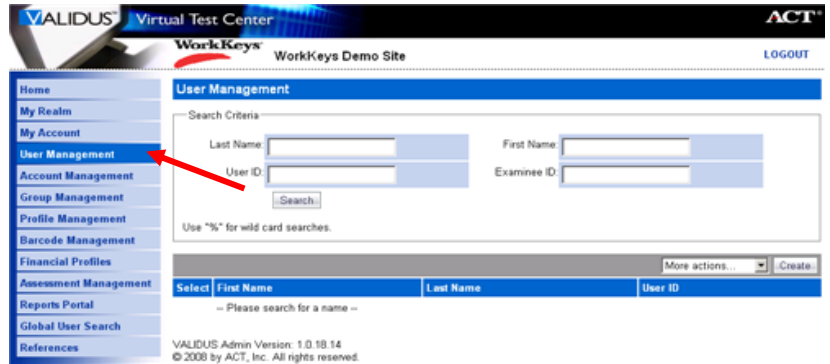 VALIDUS™ Virtual Test Center ACT®
WorkKeys® WorkKeys Demo Site LOGOUT
Home
My Realm
My Account
User Management
Account Management
Group Management
Profile Management
Barcode Management
Financial Profiles
Assessment Management
Reports Portal
Global User Search
References
User Management
Search Criteria
Last Name: First Name:
User ID: Examinee ID:
Search
Use "%" for wild card searches.
More actions... Create
Select First Name Last Name User ID
-- Please search for a name --
VALIDUS Admin Version: 1.0.18.14
© 2008 by ACT, Inc. All rights reserved.